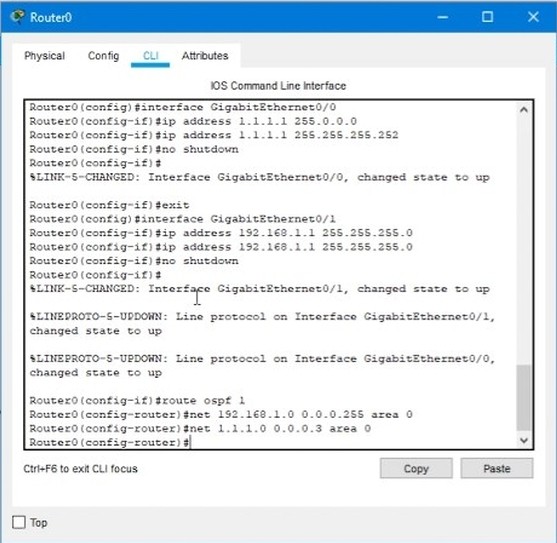 Router0
Physical Config CLI Attributes
IOS Command Line Interface
Router0(config)#interface GigabitEthernet0/0
Router0(config-if)#ip address 1.1.1.1 255.0.0.0
Router0(config-if)#ip address 1.1.1.1 255.255.255.252
Router0(config-if)#no shutdown
Router0(config-if)#
%LINK-5-CHANGED: Interface GigabitEthernet0/0, changed state to up
Router0(config-if)#exit
Router0(config)#interface GigabitEthernet0/1
Router0(config-if)#ip address 192.168.1.1 255.255.255.0
Router0(config-if)#ip address 192.168.1.1 255.255.255.0
Router0(config-if)#no shutdown
Router0(config-if)#
%LINK-5-CHANGED: Interface GigabitEthernet0/1, changed state to up
%LINEPROTO-5-UPDOWN: Line protocol on Interface GigabitEthernet0/1,
changed state to up
%LINEPROTO-5-UPDOWN: Line protocol on Interface GigabitEthernet0/0,
changed state to up
Router0(config-if)#route ospf 1
Router0(config-router)#net 192.168.1.0 0.0.0.255 area 0
Router0(config-router)#net 1.1.1.0 0.0.0.3 area 0
Router0(config-router)#
Ctrl+F6 to exit CLI focus Copy Paste
Top